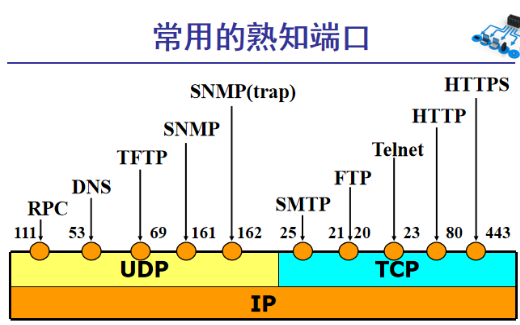 常用的熟知端口
HTTPS
SNMP(trap)
HTTP
SNMP
Telnet
TFTP
FTP
DNS
SMTP
RPC
111 53 69 161 162 25 21 20 23 80 443
UDP TCP
IP